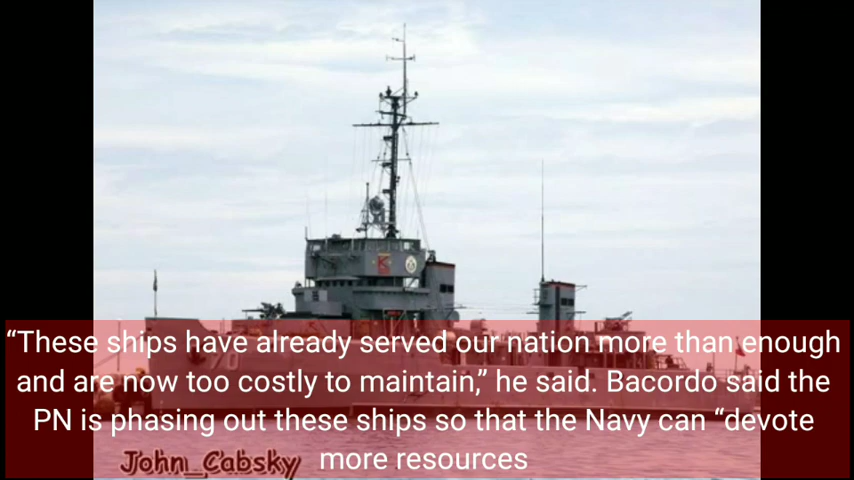 “These ships have already served our nation more than enough
and are now too costly to maintain,” he said. Bacordo said the
PN is phasing out these ships so that the Navy can “devote
more resources
John_Cabsky